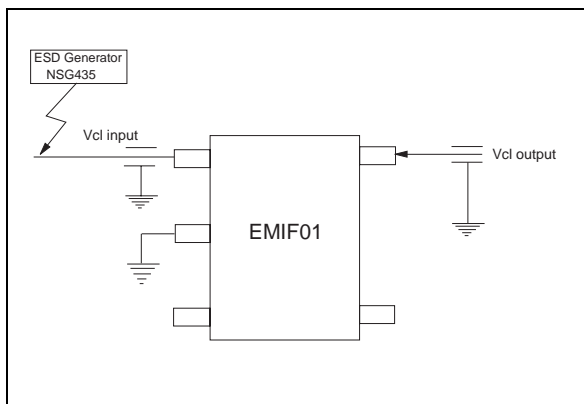 ESD Generator
NSG435
Vcl input
Vcl output
EMIF01